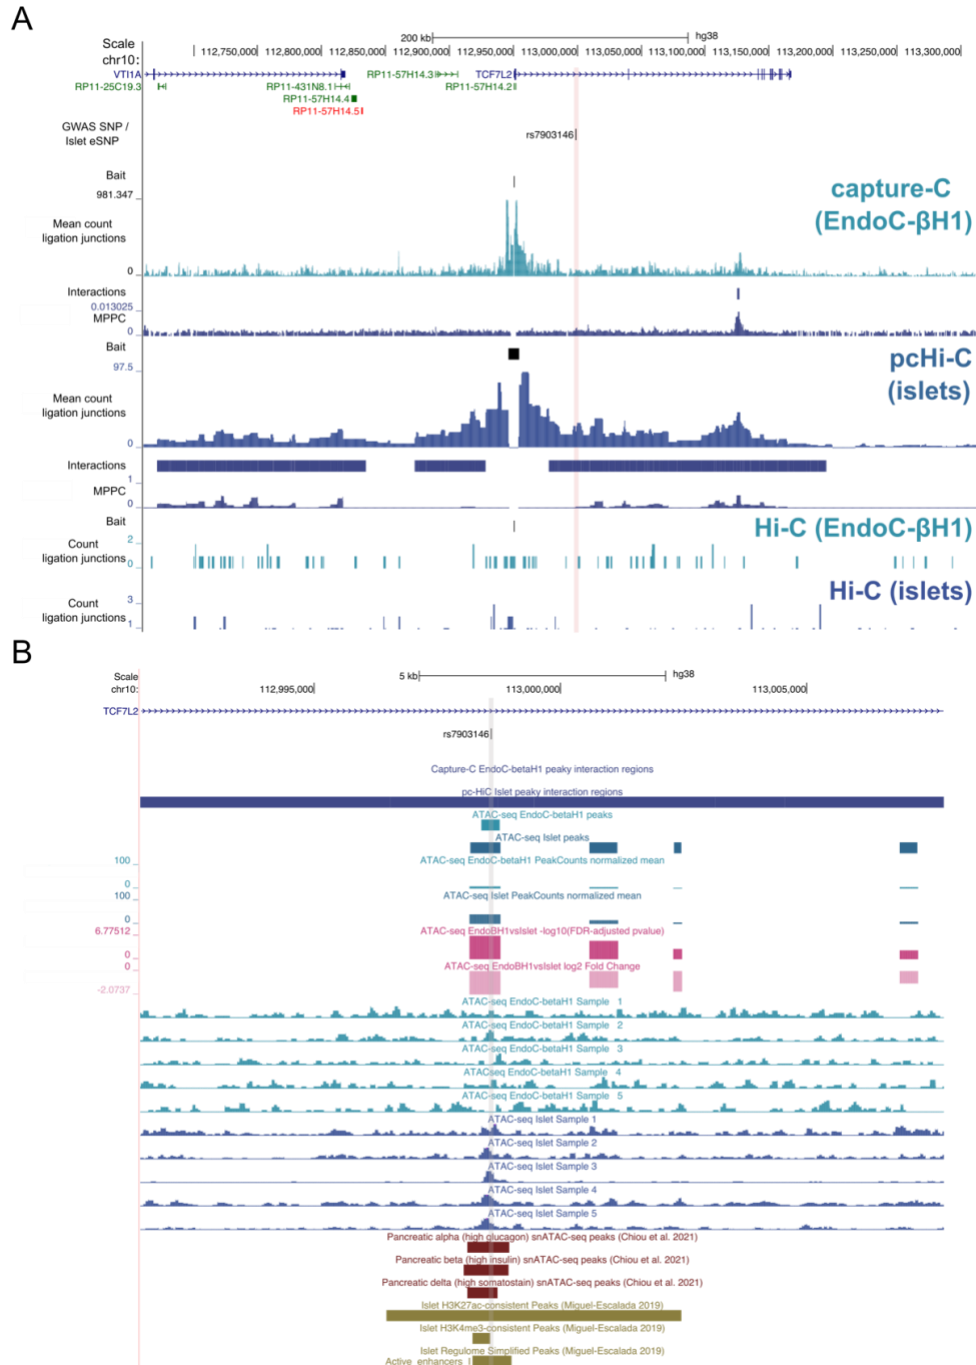 A
Scale
200 kb
hg38
chr10:
112,750,000
112,800,000
112,850,000
112,900,000
112,950,000
113,000,000
113,050,000
113,100,000
113,150,000
113,200,000
113,250,000
113,300,000
VTI1A
RP11-57H14.3
TCF7L2
RP11-25C19.3
RP11-431N8.1
RP11-57H14.2
RP11-57H14.4
RP11-57H14.5
GWAS SNP /
Islet eSNP
rs7903146
Bait
981.347
capture-C
(EndoC-βH1)
Mean count
ligation junctions
0
Interactions
0.013025
MPPC
0
Bait
97.5
pcHi-C
(islets)
Mean count
ligation junctions
0
Interactions
1
MPPC
0
Bait
Hi-C (EndoC-βH1)
2
Count
ligation junctions
0
Hi-C (islets)
3
Count
ligation junctions
1
B
Scale
5 kb
hg38
chr10:
112,995,000
113,000,000
113,005,000
TCF7L2
rs7903146
Capture-C EndoC-betaH1 peaky interaction regions
pc-HiC Islet peaky interaction regions
ATAC-seq EndoC-betaH1 peaks
ATAC-seq Islet peaks
100
ATAC-seq EndoC-betaH1 PeakCounts normalized mean
0
100
ATAC-seq Islet PeakCounts normalized mean
0
6.77512
ATAC-seq EndoBH1vsIslet -log10(FDR-adjusted pvalue)
0
0
ATAC-seq EndoBH1vsIslet log2 Fold Change
-2.0737
ATAC-seq EndoC-betaH1 Sample 1
ATAC-seq EndoC-betaH1 Sample 2
ATAC-seq EndoC-betaH1 Sample 3
ATACseq EndoC-betaH1 Sample 4
ATAC-seq EndoC-betaH1 Sample 5
ATAC-seq Islet Sample 1
ATAC-seq Islet Sample 2
ATAC-seq Islet Sample 3
ATAC-seq Islet Sample 4
ATAC-seq Islet Sample 5
Pancreatic alpha (high glucagon) snATAC-seq peaks (Chiou et al. 2021)
Pancreatic beta (high insulin) snATAC-seq peaks (Chiou et al. 2021)
Pancreatic delta (high somatostain) snATAC-seq peaks (Chiou et al. 2021)
Islet H3K27ac-consistent Peaks (Miguel-Escalada 2019)
Islet H3K4me3-consistent Peaks (Miguel-Escalada 2019)
Islet Regulome Simplified Peaks (Miguel-Escalada 2019)
Active_enhancers_I